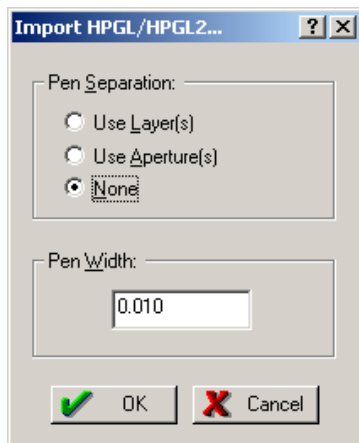 Import HPGL/HPGL2...
Pen Separation:
Use Layer(s)
Use Aperture(s)
None
Pen Width:
0.010
OK Cancel